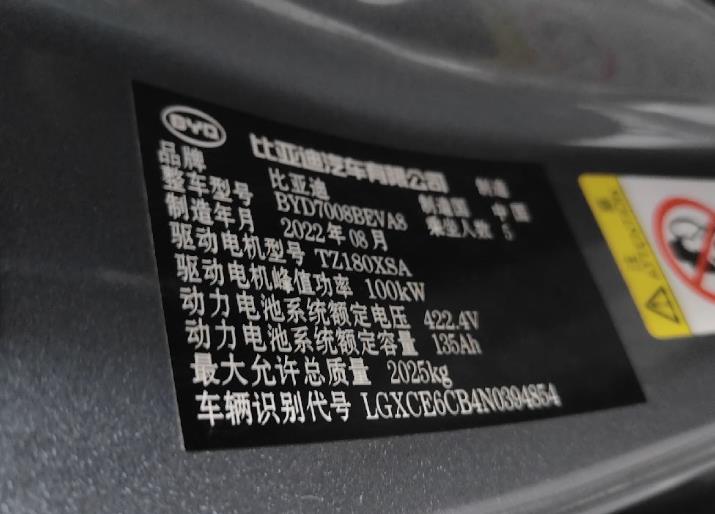 BYD 比亚迪汽车有限公司 制造
品牌 比亚迪 制造国 中国
整车型号 BYD7008BEVA8 乘坐人数 5
制造年月 2022年08月
驱动电机型号 TZ180XSA
驱动电机峰值功率 100kW
动力电池系统额定电压 422.4V
动力电池系统额定容量 135Ah
最大允许总质量 2025kg
车辆识别代号 LGXCE6CB4N0394854